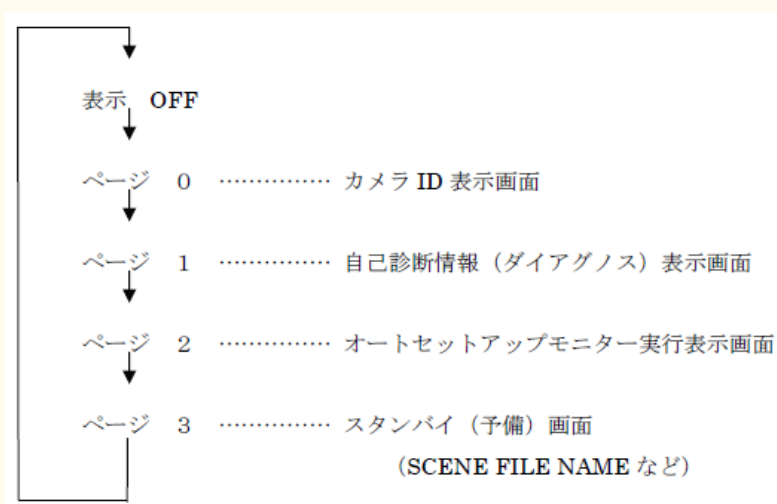 表示 OFF
ページ 0 …………… カメラ ID 表示画面
ページ 1 …………… 自己診断情報（ダイアグノス）表示画面
ページ 2 …………… オートセットアップモニター実行表示画面
ページ 3 …………… スタンバイ（予備）画面
（SCENE FILE NAME など）